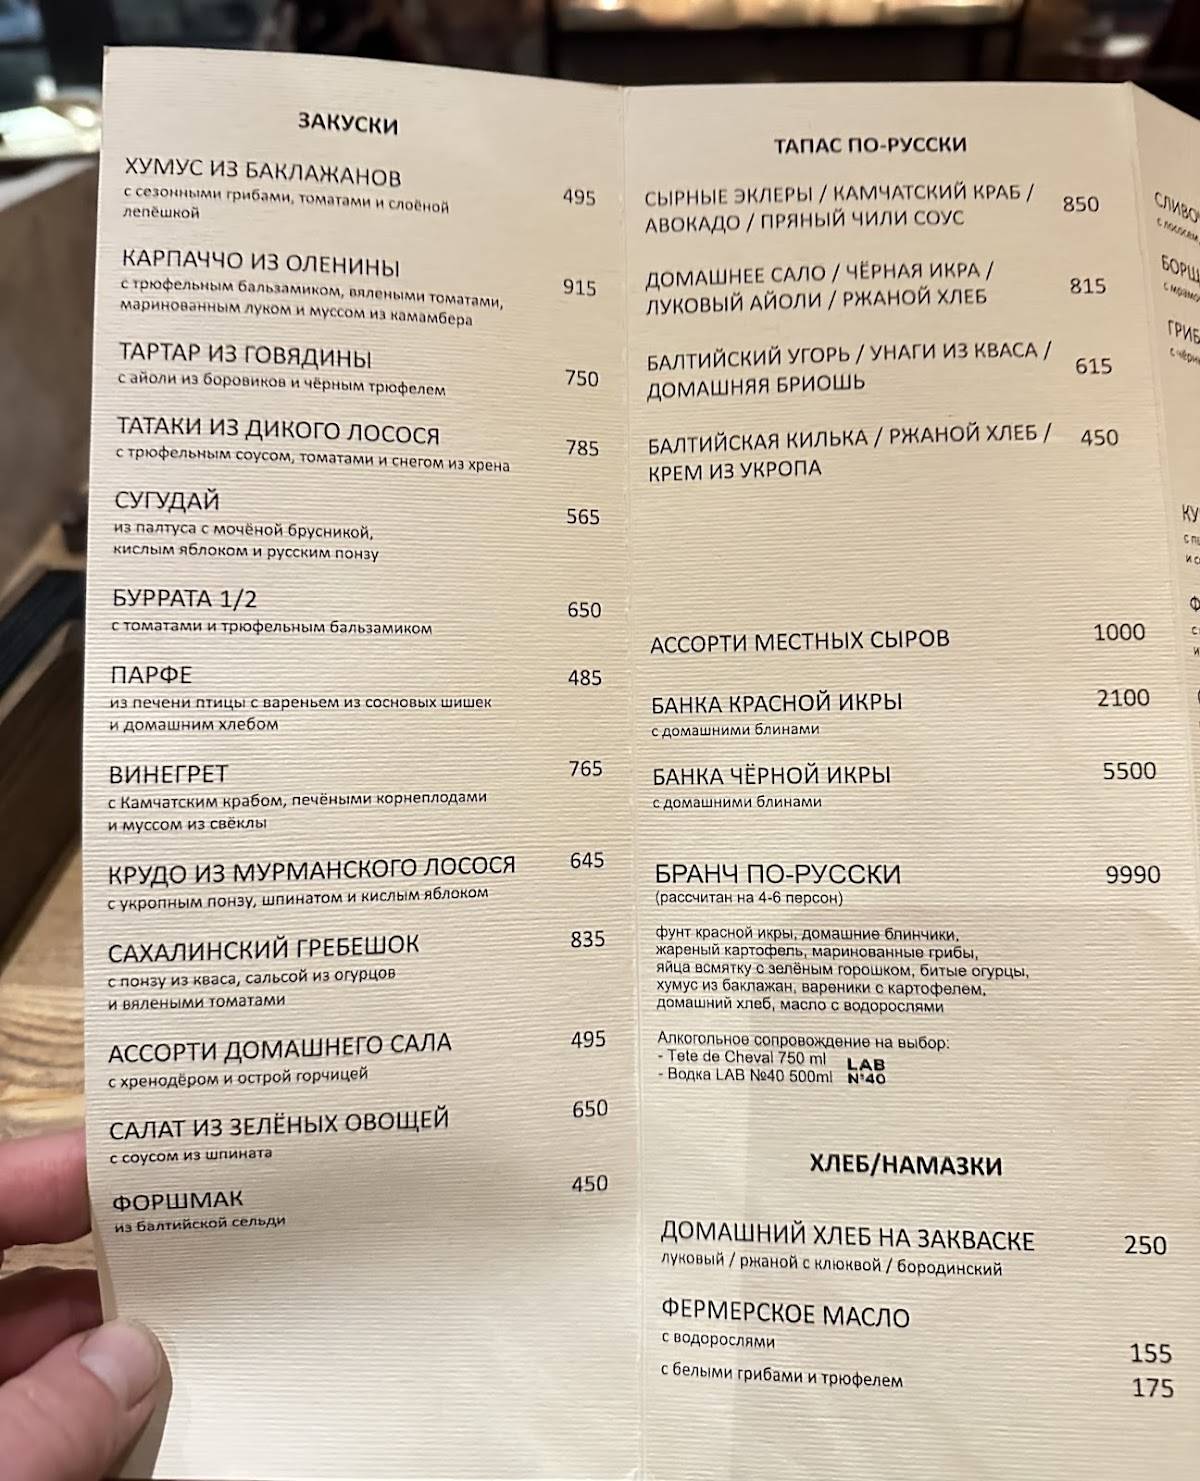 ЗАКУСКИ
ХУМУС ИЗ БАКЛАЖАНОВ
с сезонными грибами, томатами и слоёной 495
лепёшкой
КАРПАЧЧО ИЗ ОЛЕНИНЫ
с трюфельным бальзамиком, вялеными томатами, 915
маринованным луком и муссом из камамбера
ТАРТАР ИЗ ГОВЯДИНЫ
с айоли из боровиков и чёрным трюфелем 750
ТАТАКИ ИЗ ДИКОГО ЛОСОСЯ
с трюфельным соусом, томатами и снегом из хрена 785
СУГУДАЙ 565
из палтуса с мочёной брусникой,
кислым яблоком и русским понзу
БУРРАТА 1/2 650
с томатами и трюфельным бальзамиком
ПАРФЕ 485
из печени птицы с вареньем из сосновых шишек
и домашним хлебом
ВИНЕГРЕТ 765
с Камчатским крабом, печёными корнеплодами
и муссом из свёклы
КРУДО ИЗ МУРМАНСКОГО ЛОСОСЯ 645
с укропным понзу, шпинатом и кислым яблоком
САХАЛИНСКИЙ ГРЕБЕШОК 835
с понзу из кваса, сальсой из огурцов
и вялеными томатами
АССОРТИ ДОМАШНЕГО САЛА 495
с хренодёром и острой горчицей
САЛАТ ИЗ ЗЕЛЁНЫХ ОВОЩЕЙ 650
с соусом из шпината
ФОРШМАК 450
из балтийской сельди
ТАПАС ПО-РУССКИ
СЫРНЫЕ ЭКЛЕРЫ / КАМЧАТСКИЙ КРАБ / 850
АВОКАДО / ПРЯНЫЙ ЧИЛИ СОУС
ДОМАШНЕЕ САЛО / ЧЁРНАЯ ИКРА / 815
ЛУКОВЫЙ АЙОЛИ / РЖАНОЙ ХЛЕБ
БАЛТИЙСКИЙ УГОРЬ / УНАГИ ИЗ КВАСА / 615
ДОМАШНЯЯ БРИОШЬ
БАЛТИЙСКАЯ КИЛЬКА / РЖАНОЙ ХЛЕБ / 450
КРЕМ ИЗ УКРОПА
АССОРТИ МЕСТНЫХ СЫРОВ 1000
БАНКА КРАСНОЙ ИКРЫ 2100
с домашними блинами
БАНКА ЧЁРНОЙ ИКРЫ 5500
с домашними блинами
БРАНЧ ПО-РУССКИ 9990
(рассчитан на 4-6 персон)
фунт красной икры, домашние блинчики,
жареный картофель, маринованные грибы,
яйца всмятку с зелёным горошком, битые огурцы,
хумус из баклажан, вареники с картофелем,
домашний хлеб, масло с водорослями
Алкогольное сопровождение на выбор:
- Tete de Cheval 750 ml
- Водка LAB №40 500ml
LAB
N°40
ХЛЕБ/НАМАЗКИ
ДОМАШНИЙ ХЛЕБ НА ЗАКВАСКЕ 250
луковый / ржаной с клюквой / бородинский
ФЕРМЕРСКОЕ МАСЛО
с водорослями 155
с белыми грибами и трюфелем 175